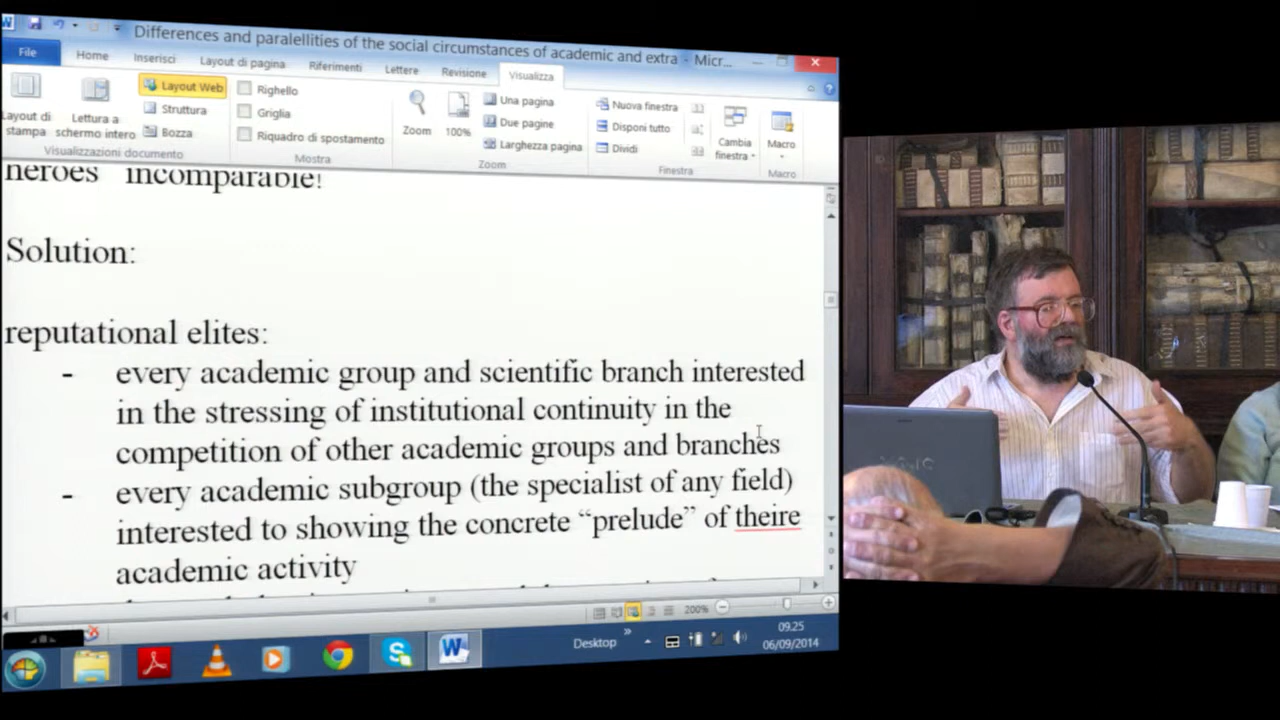 Differences and paralellities of the social circumstances of academic and extra - Micr...
File Home Inserisci Layout di pagina Riferimenti Lettere Revisione Visualizza
Layout di stampa
Lettura a schermo intero
Layout Web
Struttura
Bozza
Visualizzazioni documento
Righello
Griglia
Riquadro di spostamento
Mostra
Zoom
100%
Una pagina
Due pagine
Larghezza pagina
Zoom
Nuova finestra
Disponi tutto
Dividi
Cambia finestra
Finestra
Macro
Macro
heroes incomparable!
Solution:
reputational elites:
- every academic group and scientific branch interested
in the stressing of institutional continuity in the
competition of other academic groups and branches
- every academic subgroup (the specialist of any field)
interested to showing the concrete “prelude” of theire
academic activity
200%
Desktop
09.25
06/09/2014